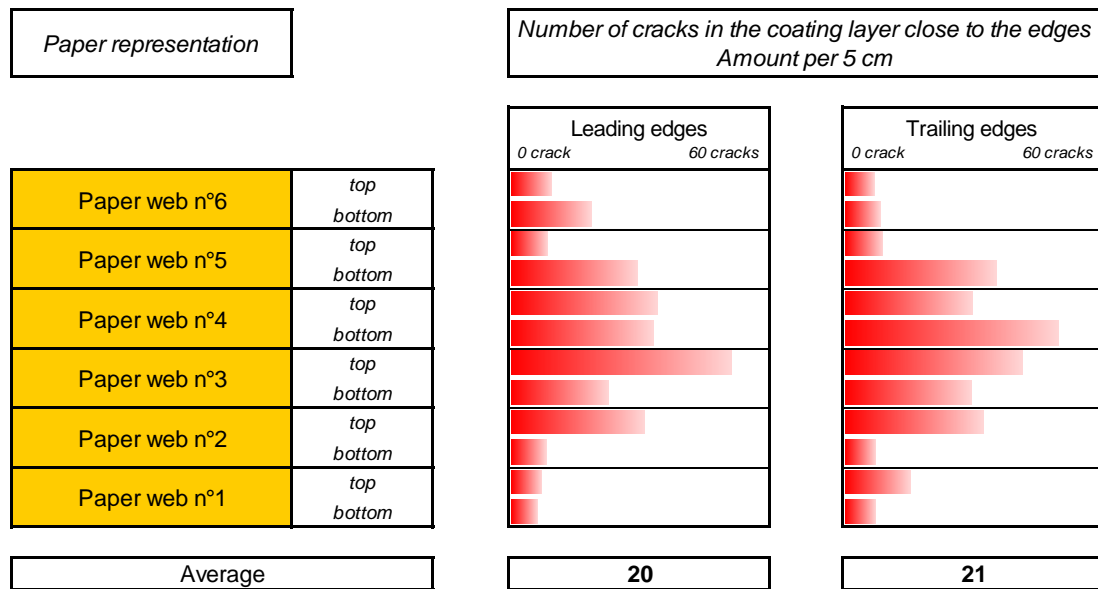 Paper representation
Number of cracks in the coating layer close to the edges
Amount per 5 cm
Leading edges
0 crack 60 cracks
Trailing edges
0 crack 60 cracks
Paper web n°6
top
bottom
Paper web n°5
top
bottom
Paper web n°4
top
bottom
Paper web n°3
top
bottom
Paper web n°2
top
bottom
Paper web n°1
top
bottom
Average 20 21